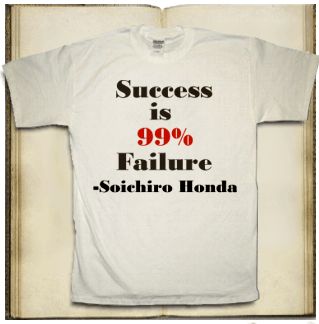 Success
is
99%
Failure
-Soichiro Honda